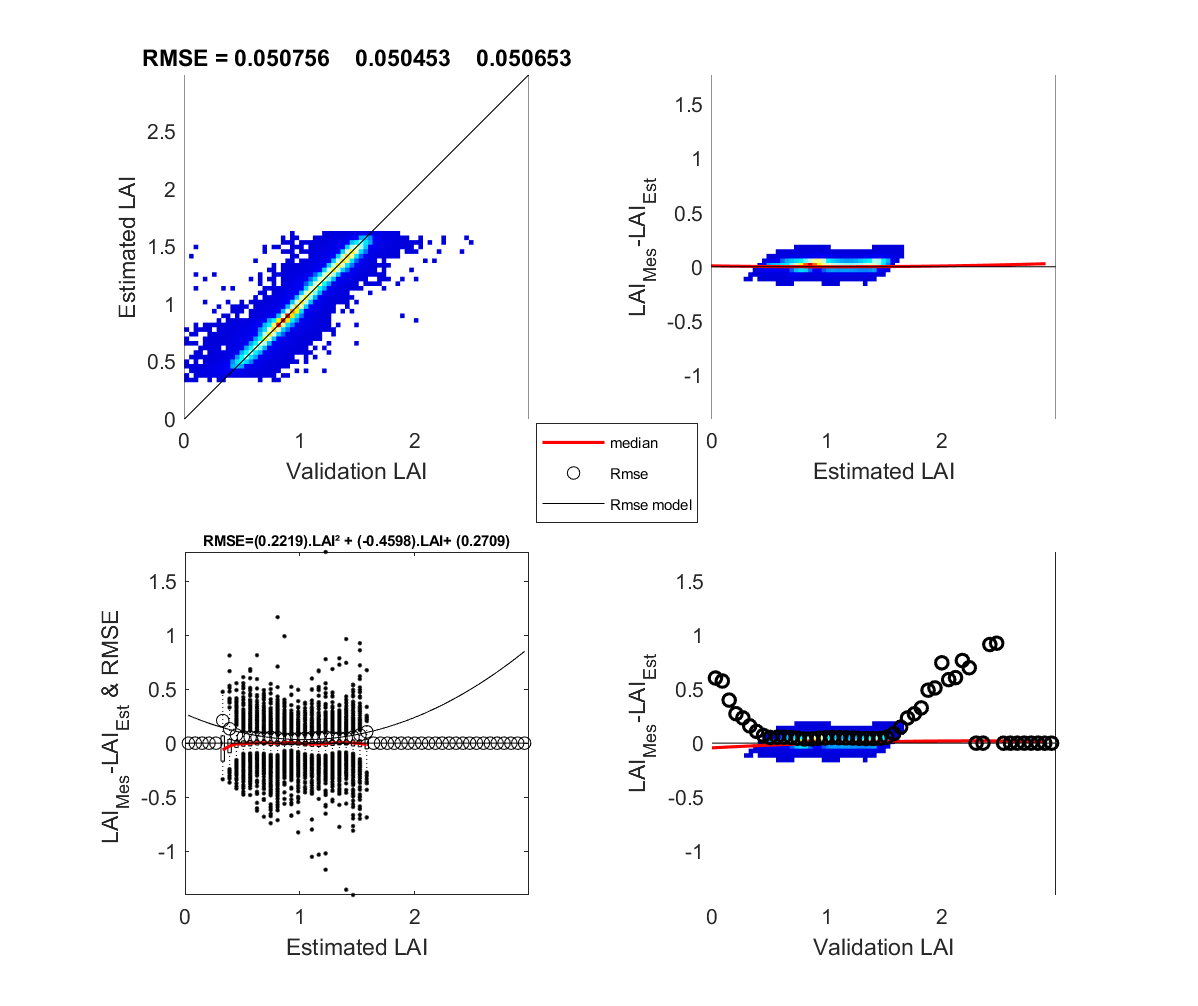 RMSE = 0.050756 0.050453 0.050653
2.5
2
1.5
1
0.5
0
0 1 2
Estimated LAI
Validation LAI
1.5
1
0.5
0
-0.5
-1
0 1 2
LAI_Mes-LAI_Est
Estimated LAI
median
Rmse
Rmse model
RMSE=(0.2219).LAI² + (-0.4598).LAI+ (0.2709)
1.5
1
0.5
0
-0.5
-1
0 1 2
LAI_Mes-LAI_Est & RMSE
Estimated LAI
1.5
1
0.5
0
-0.5
-1
0 1 2
LAI_Mes-LAI_Est
Validation LAI